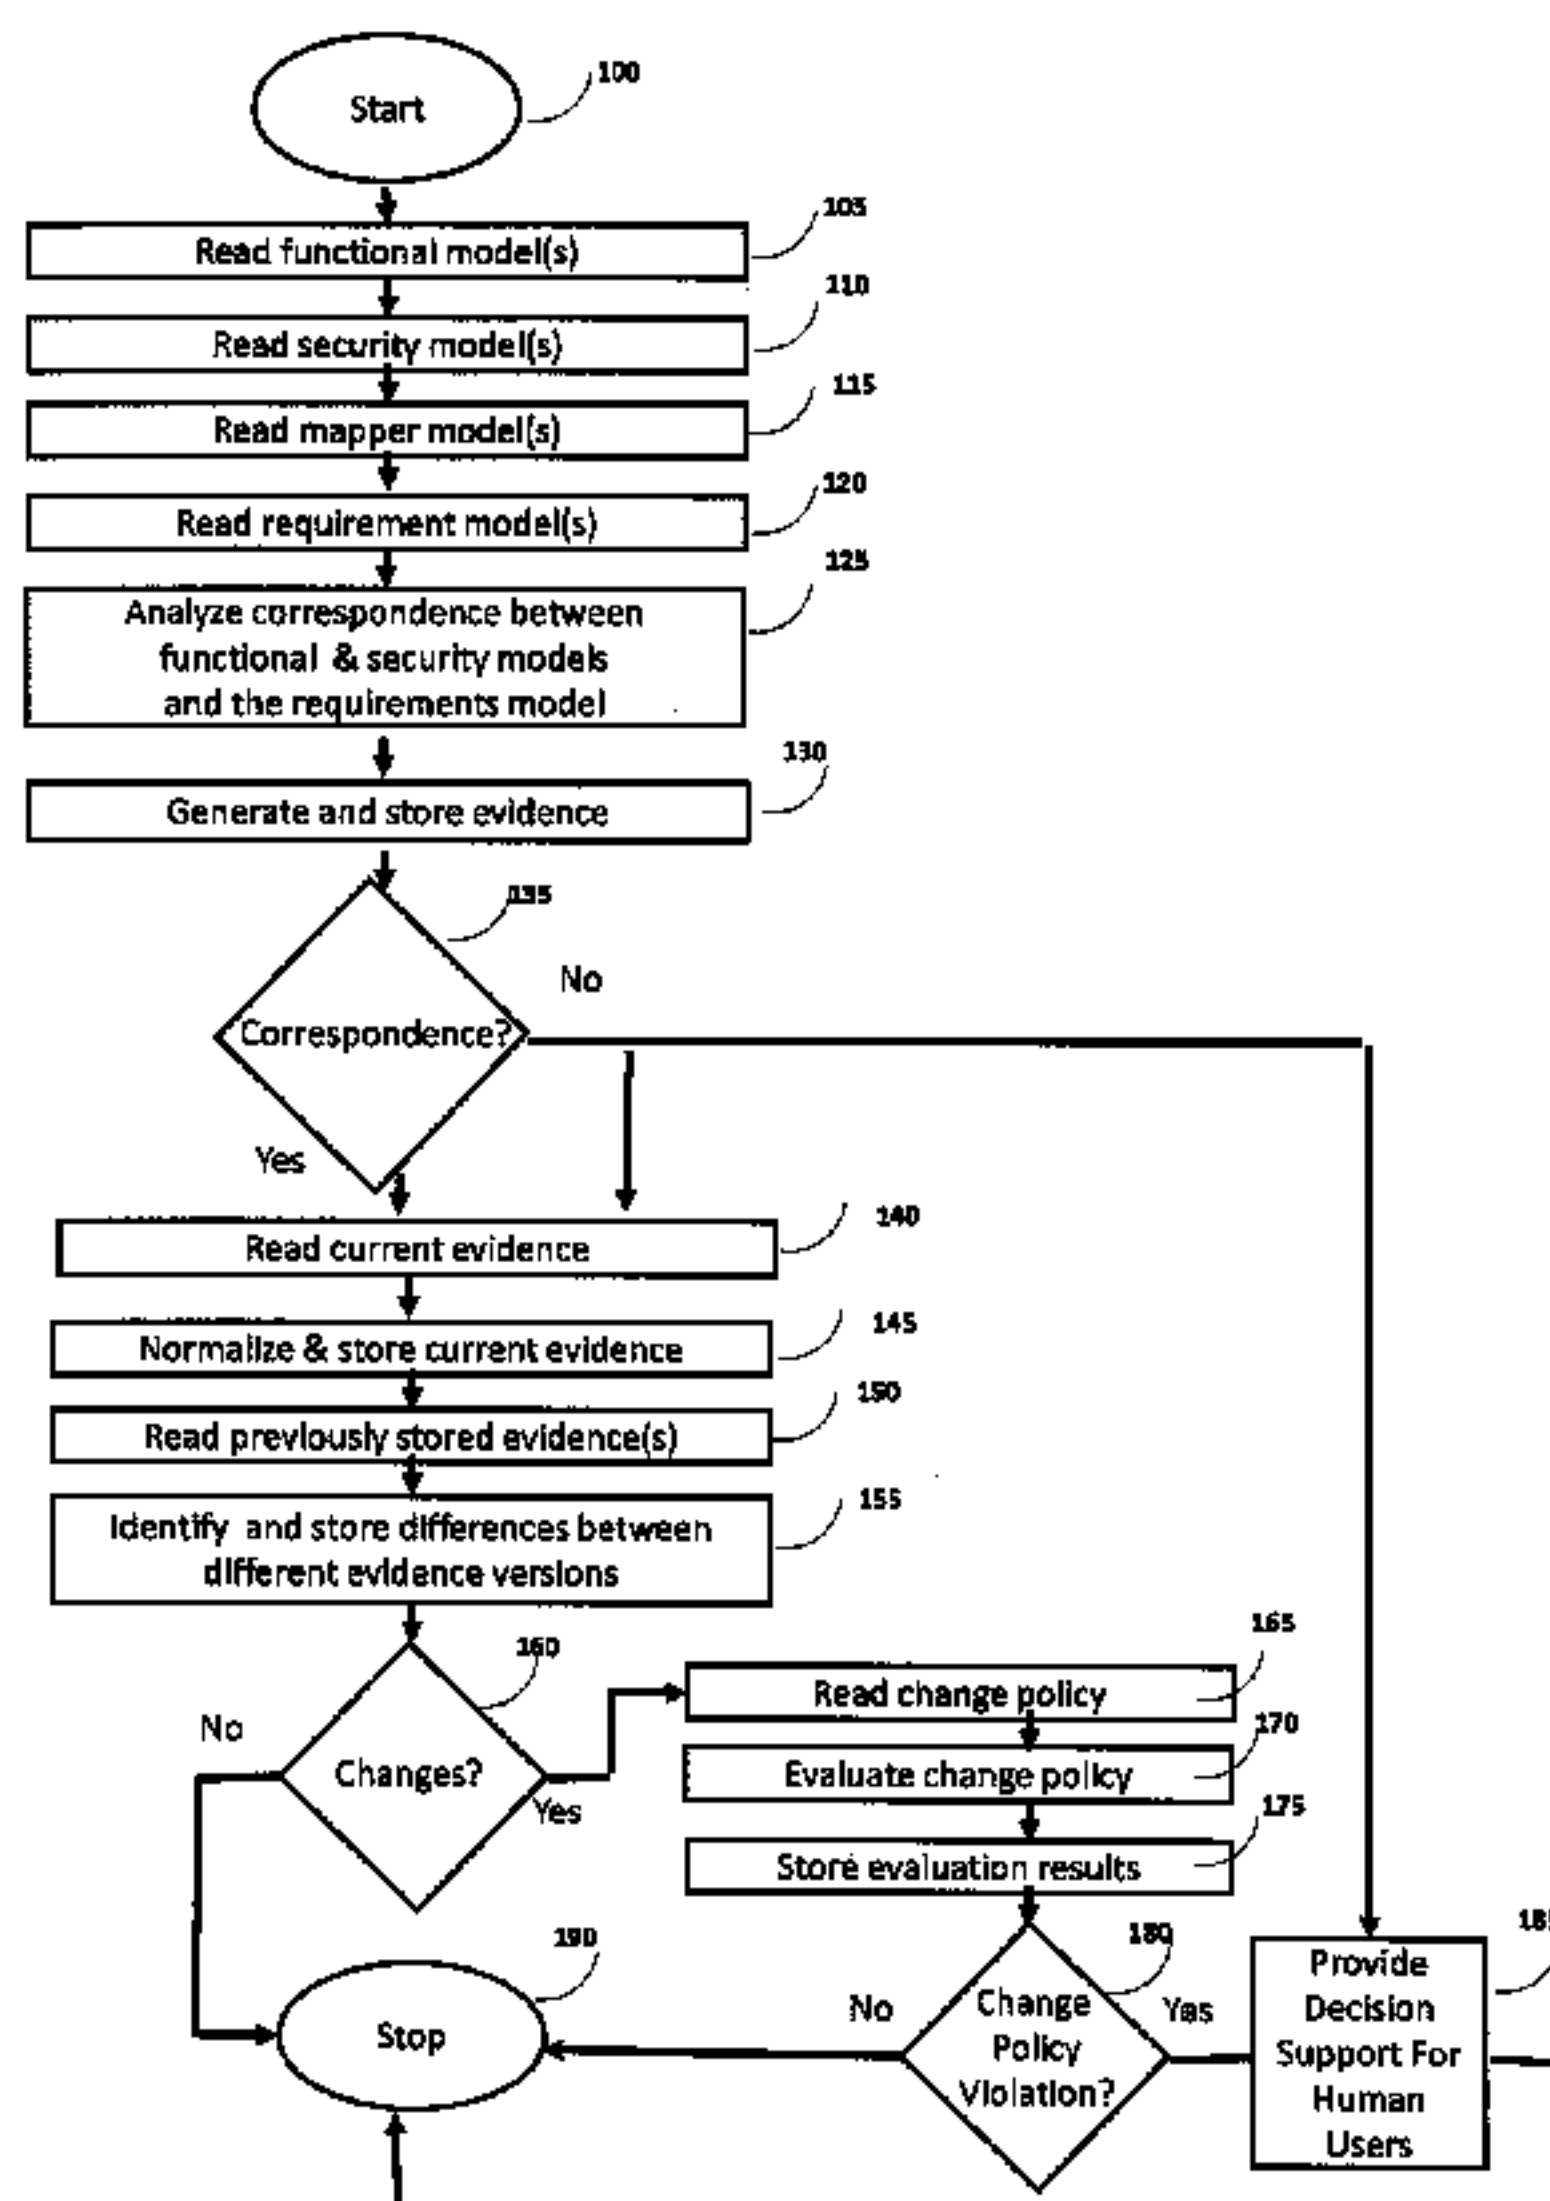 Start
100
Read functional model(s)
105
Read security model(s)
110
Read mapper model(s)
115
Read requirement model(s)
120
Analyze correspondence between
functional & security models
and the requirements model
125
Generate and store evidence
130
Correspondence?
135
No
Yes
Read current evidence
140
Normalize & store current evidence
145
Read previously stored evidence(s)
150
Identify and store differences between
different evidence versions
155
Changes?
160
No
Yes
Read change policy
165
Evaluate change policy
170
Store evaluation results
175
Change
Policy
Violation?
180
No
Yes
Provide
Decision
Support For
Human
Users
Stop
190